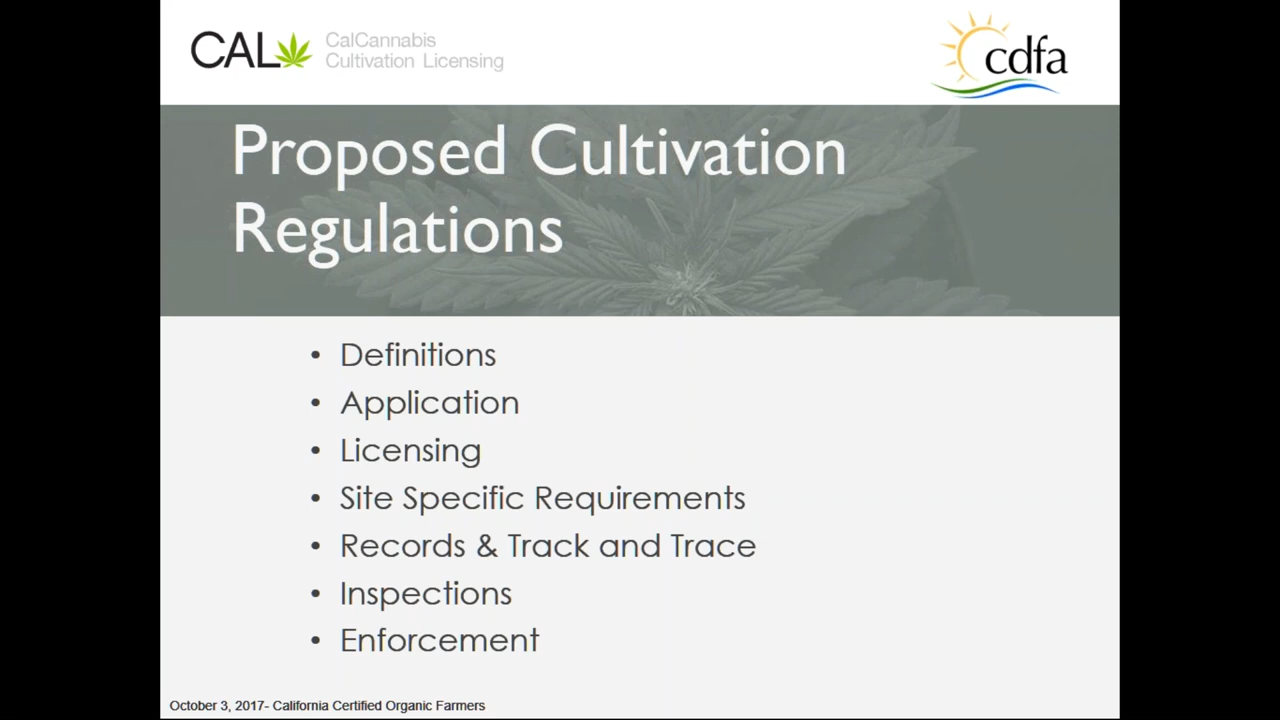 CAL
CalCannabis
Cultivation Licensing
cdfa
Proposed Cultivation
Regulations
• Definitions
• Application
• Licensing
• Site Specific Requirements
• Records & Track and Trace
• Inspections
• Enforcement
October 3, 2017- California Certified Organic Farmers